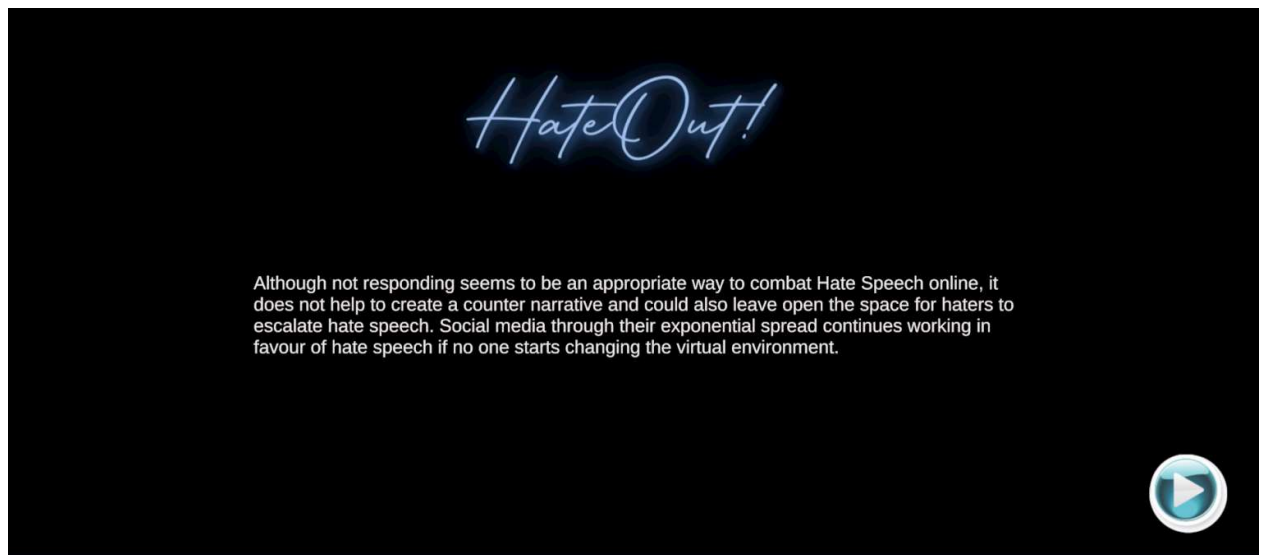 HateOut!
Although not responding seems to be an appropriate way to combat Hate Speech online, it
does not help to create a counter narrative and could also leave open the space for haters to
escalate hate speech. Social media through their exponential spread continues working in
favour of hate speech if no one starts changing the virtual environment.